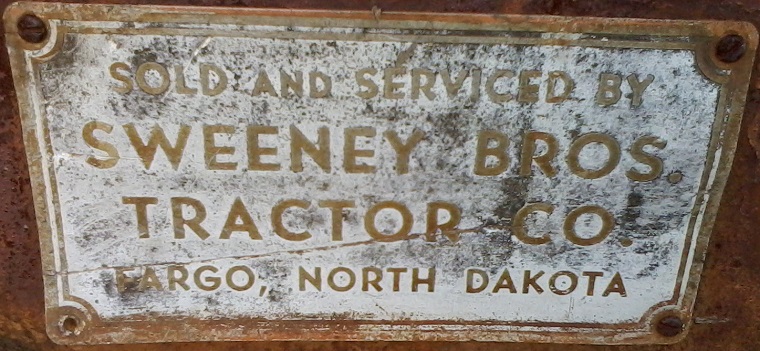 SOLD AND SERVICED BY
SWEENEY BROS.
TRACTOR CO.
FARGO, NORTH DAKOTA